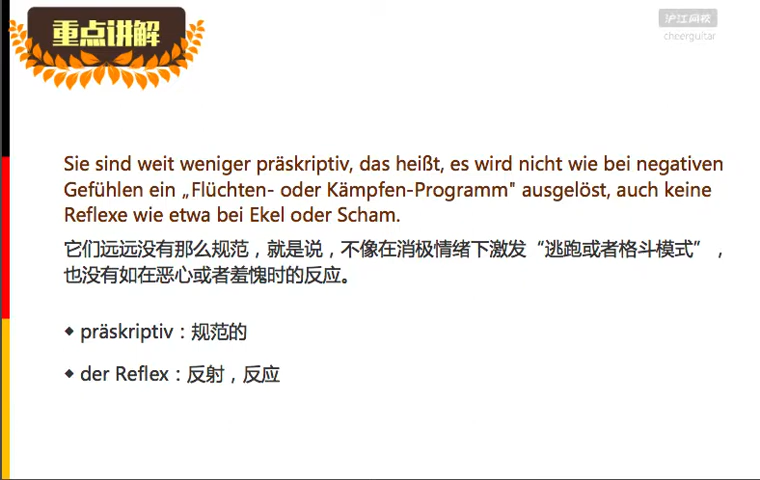 重点讲解
沪江网校
cheerguitar
Sie sind weit weniger präskriptiv, das heißt, es wird nicht wie bei negativen
Gefühlen ein „Flüchten- oder Kämpfen-Programm" ausgelöst, auch keine
Reflexe wie etwa bei Ekel oder Scham.
它们远远没有那么规范，就是说，不像在消极情绪下激发“逃跑或者格斗模式”，
也没有如在恶心或者羞愧时的反应。
◆ präskriptiv：规范的
◆ der Reflex：反射，反应